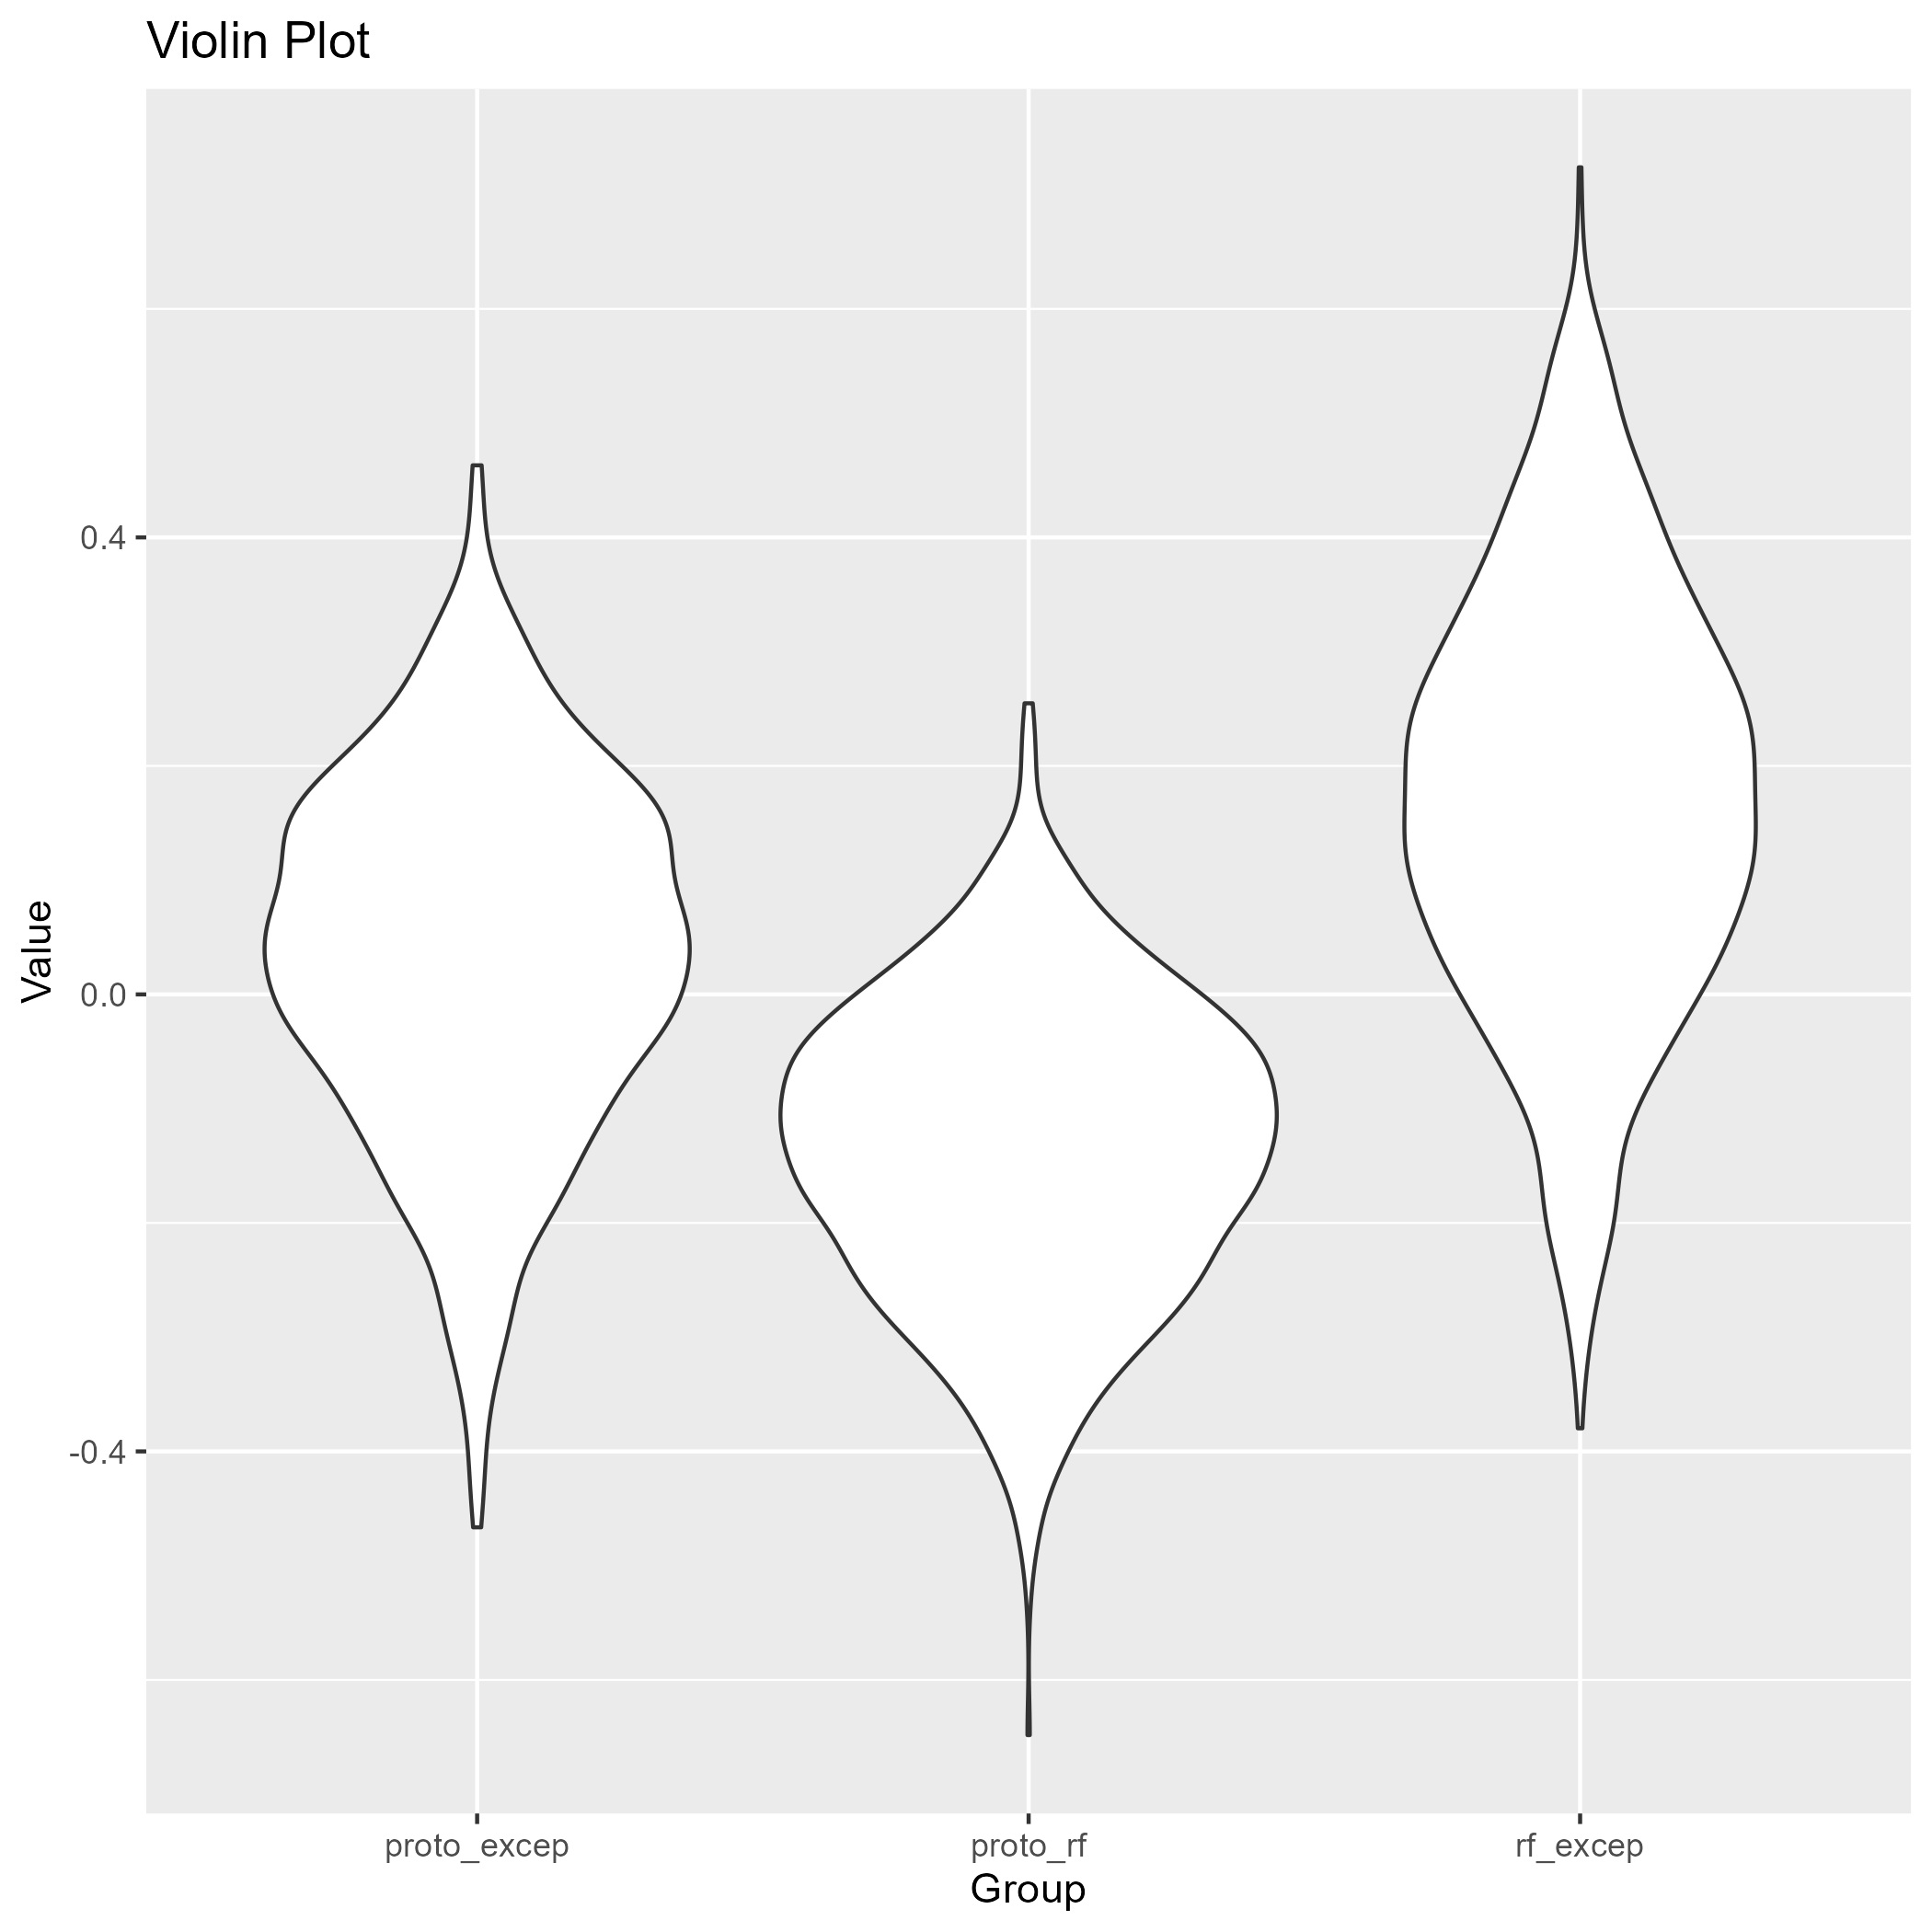 Violin Plot
Value
0.4
0.0
-0.4
proto_excep
proto_rf
rf_excep
Group